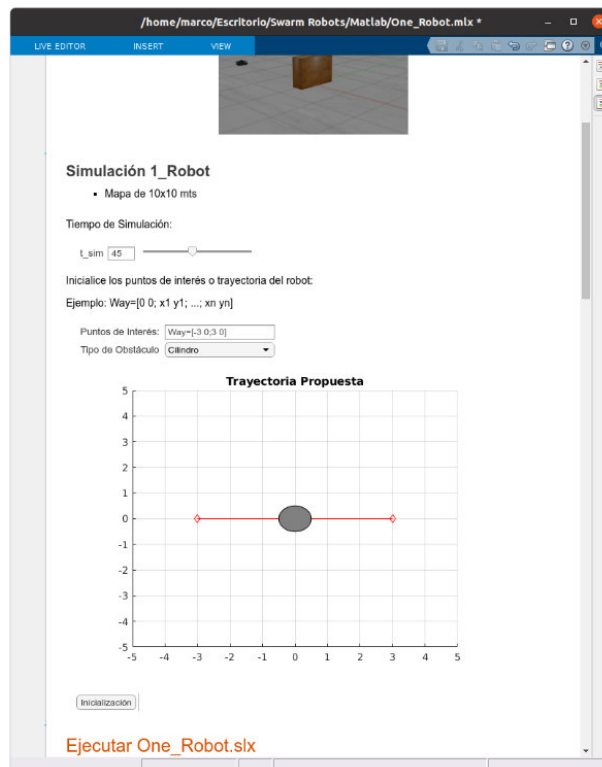 /home/marco/Escritorio/Swarm Robots/Matlab/One_Robot.mlx *
LIVE EDITOR INSERT VIEW
Simulación 1_Robot
Mapa de 10x10 mts
Tiempo de Simulación:
t_sim 45
Inicialice los puntos de interés o trayectoria del robot:
Ejemplo: Way=[0 0; x1 y1; ...; xn yn]
Puntos de Interés: Way=[-3 0;3 0]
Tipo de Obstáculo Cilindro
Trayectoria Propuesta
5
4
3
2
1
0
-1
-2
-3
-4
-5
-5 -4 -3 -2 -1 0 1 2 3 4 5
Inicialización
Ejecutar One_Robot.slx